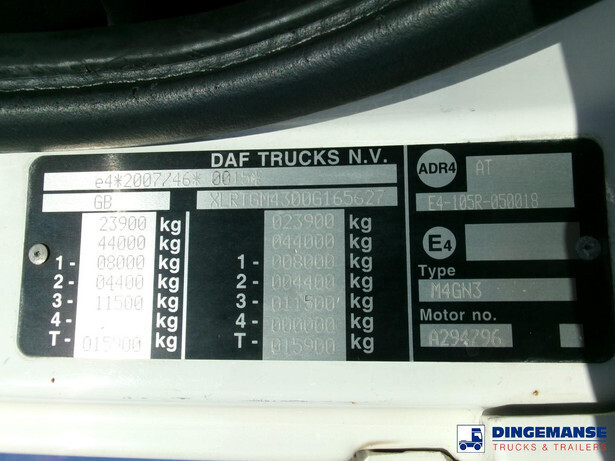 DAF TRUCKS N.V.
e4*2007/46* 0015*
GB XLRTGM43D0G165627
23900 kg 023900 kg
44000 kg 044000 kg
1 - 08000 kg 1 - 008000 kg
2 - 04400 kg 2 - 004400 kg
3 - 11500 kg 3 - 011500 kg
4 - kg 4 - 000000 kg
T - 015900 kg T - 015900 kg
ADR4 AT
E4-105R-050018
E4
Type
M4GN3
Motor no.
A294796
DINGEMANSE
TRUCKS & TRAILERS